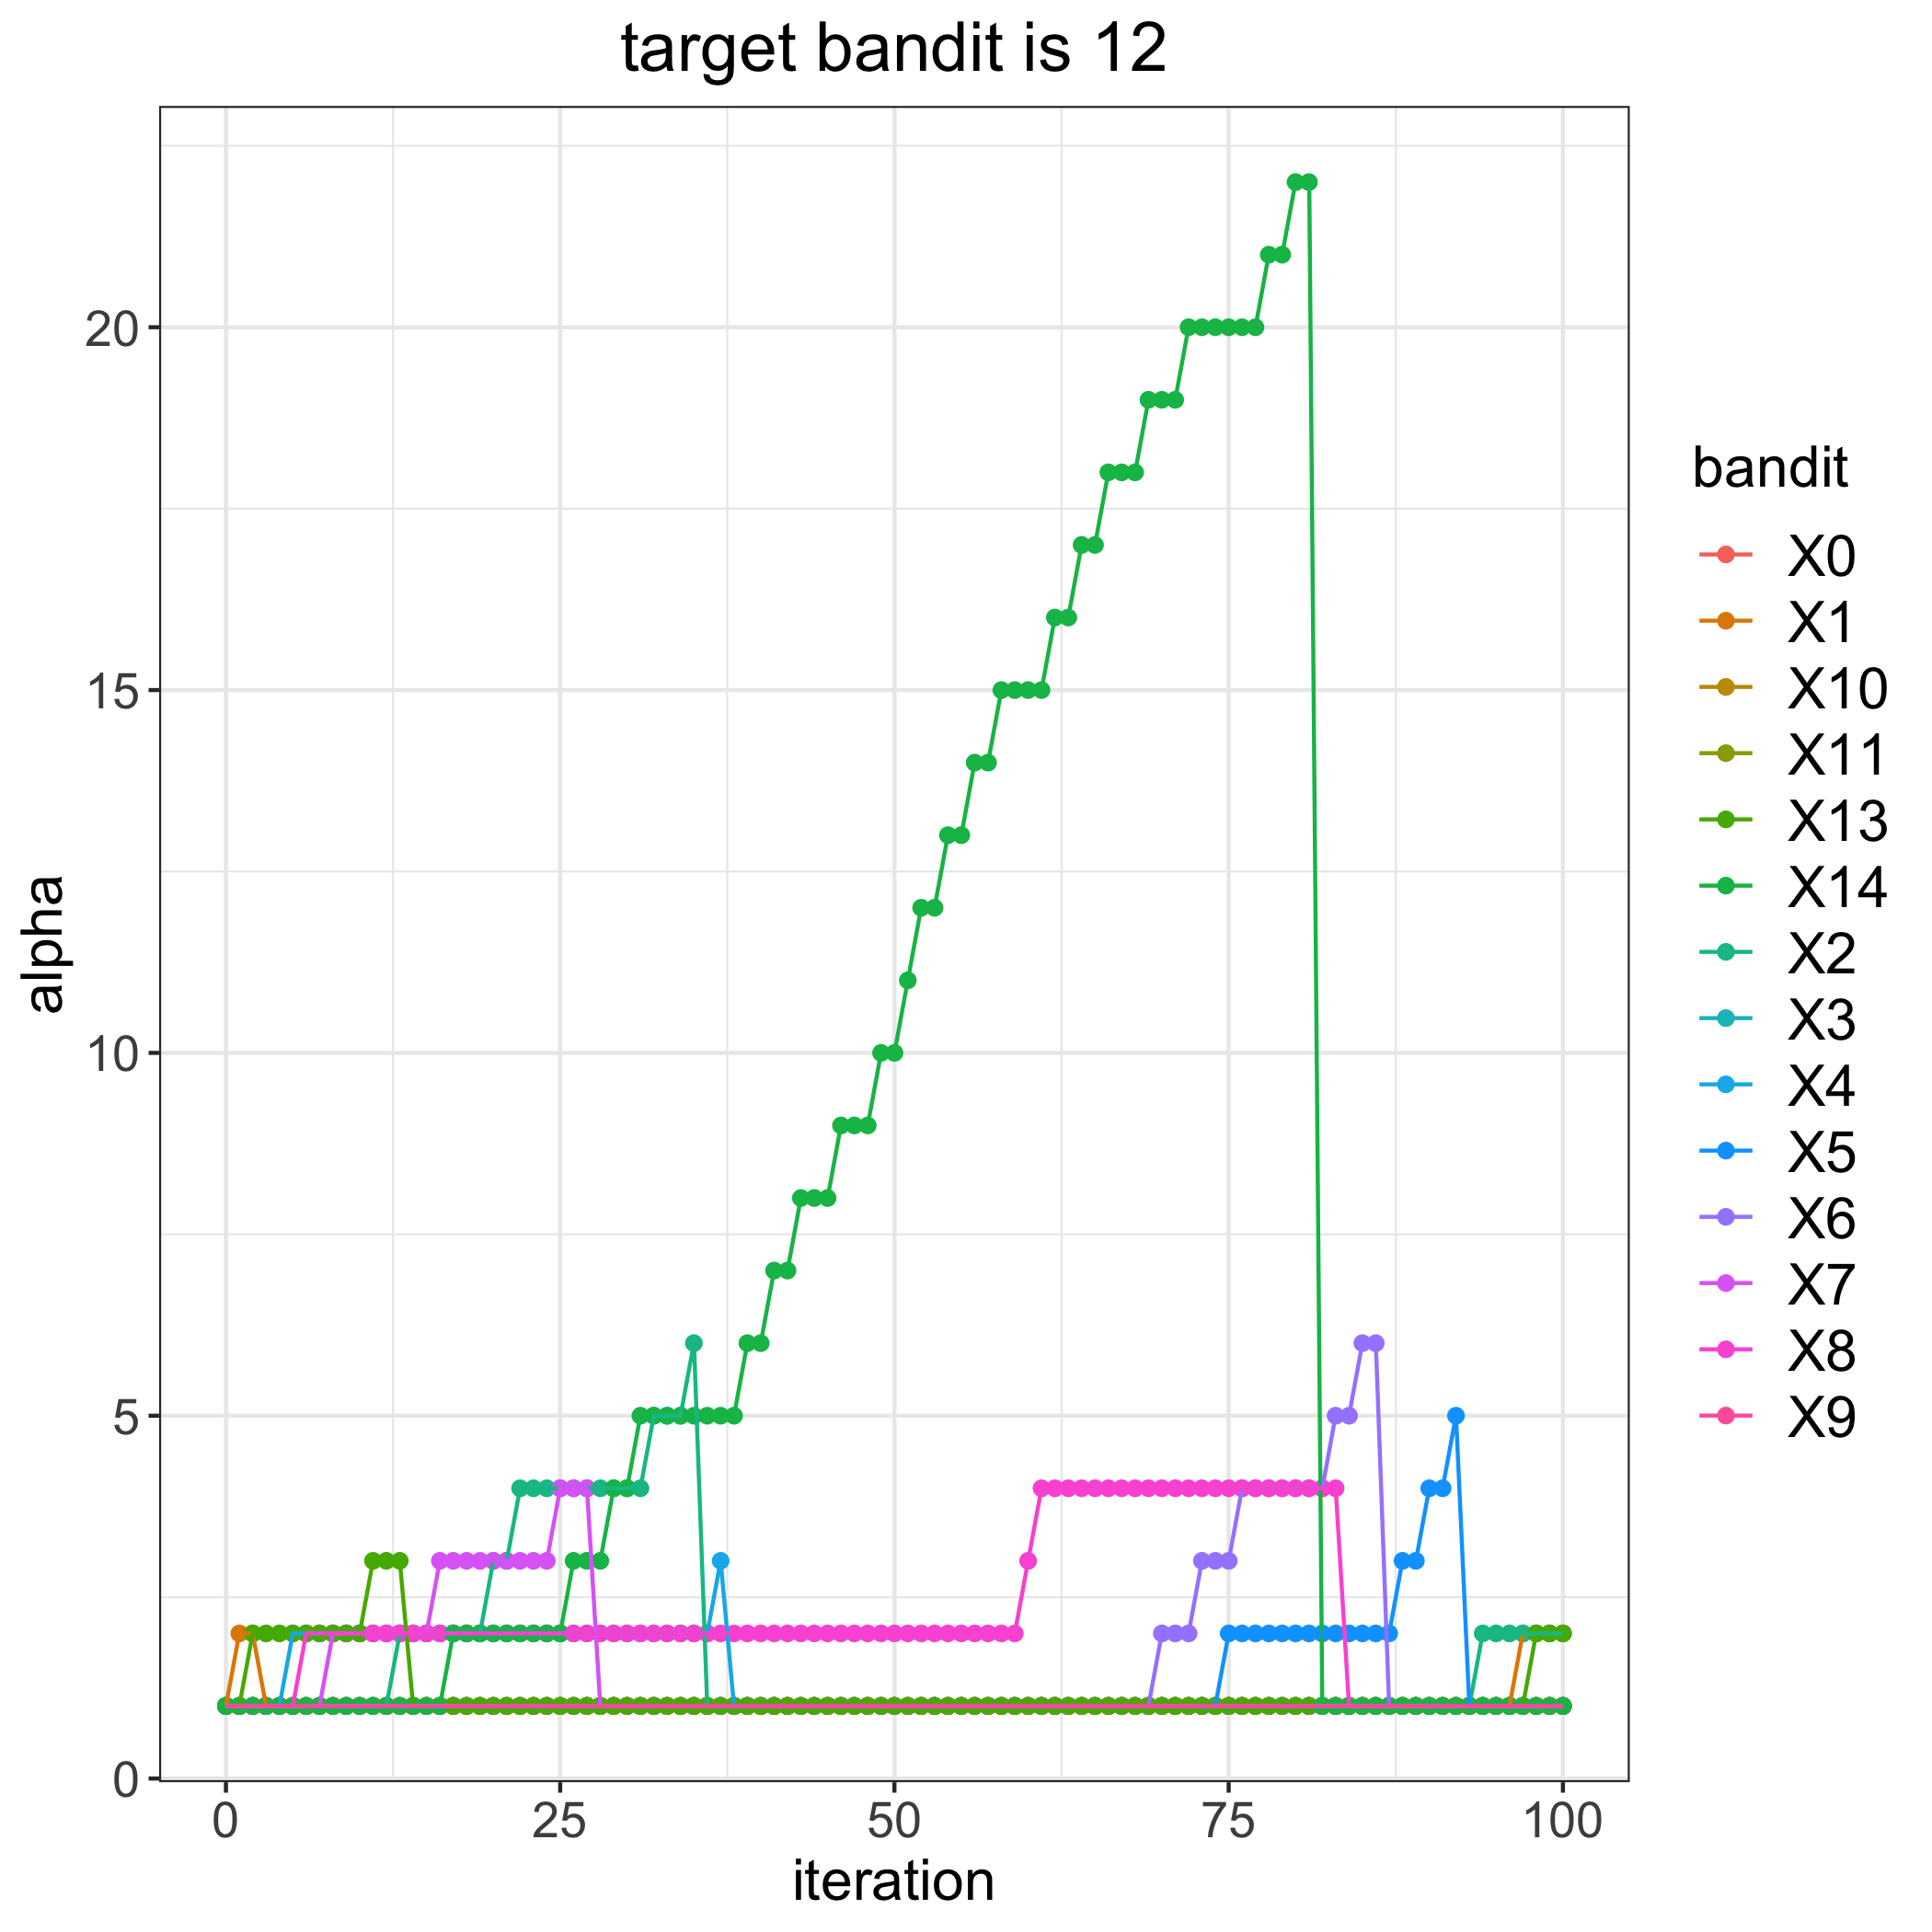 target bandit is 12
alpha
20
15
10
5
0
0 25 50 75 100
iteration
bandit
X0
X1
X10
X11
X13
X14
X2
X3
X4
X5
X6
X7
X8
X9